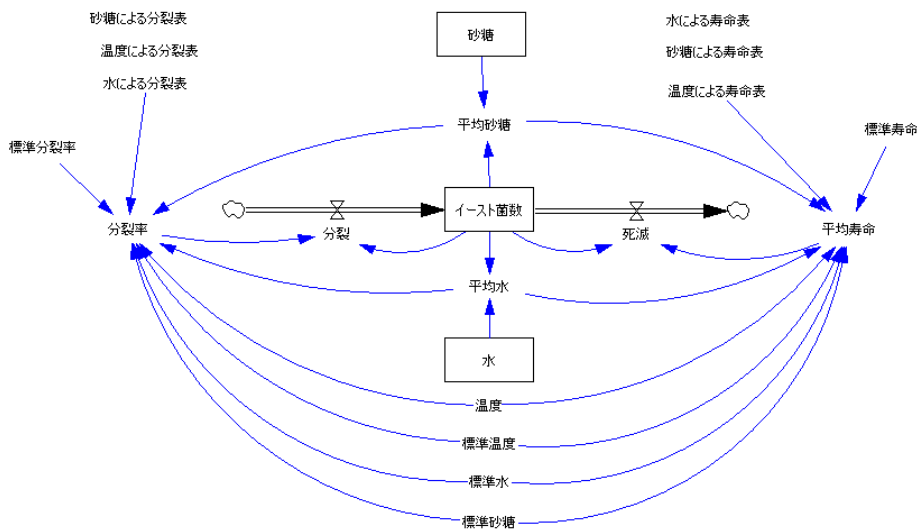 砂糖による分裂表
温度による分裂表
水による分裂表
標準分裂率
砂糖
水による寿命表
砂糖による寿命表
温度による寿命表
標準寿命
平均砂糖
イースト菌数
分裂率
分裂
死滅
平均寿命
平均水
水
温度
標準温度
標準水
標準砂糖